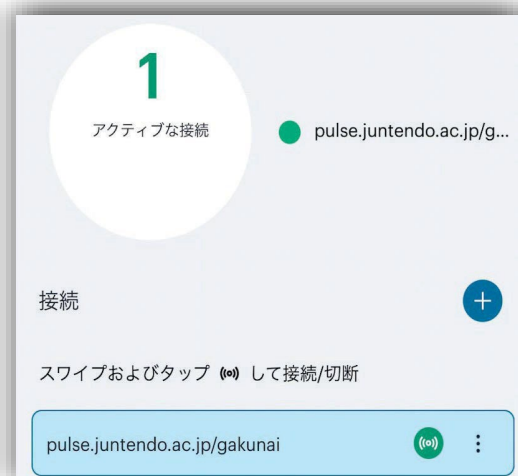 1
アクティブな接続
pulse.juntendo.ac.jp/g...
接続
スワイプおよびタップ して接続/切断
pulse.juntendo.ac.jp/gakunai